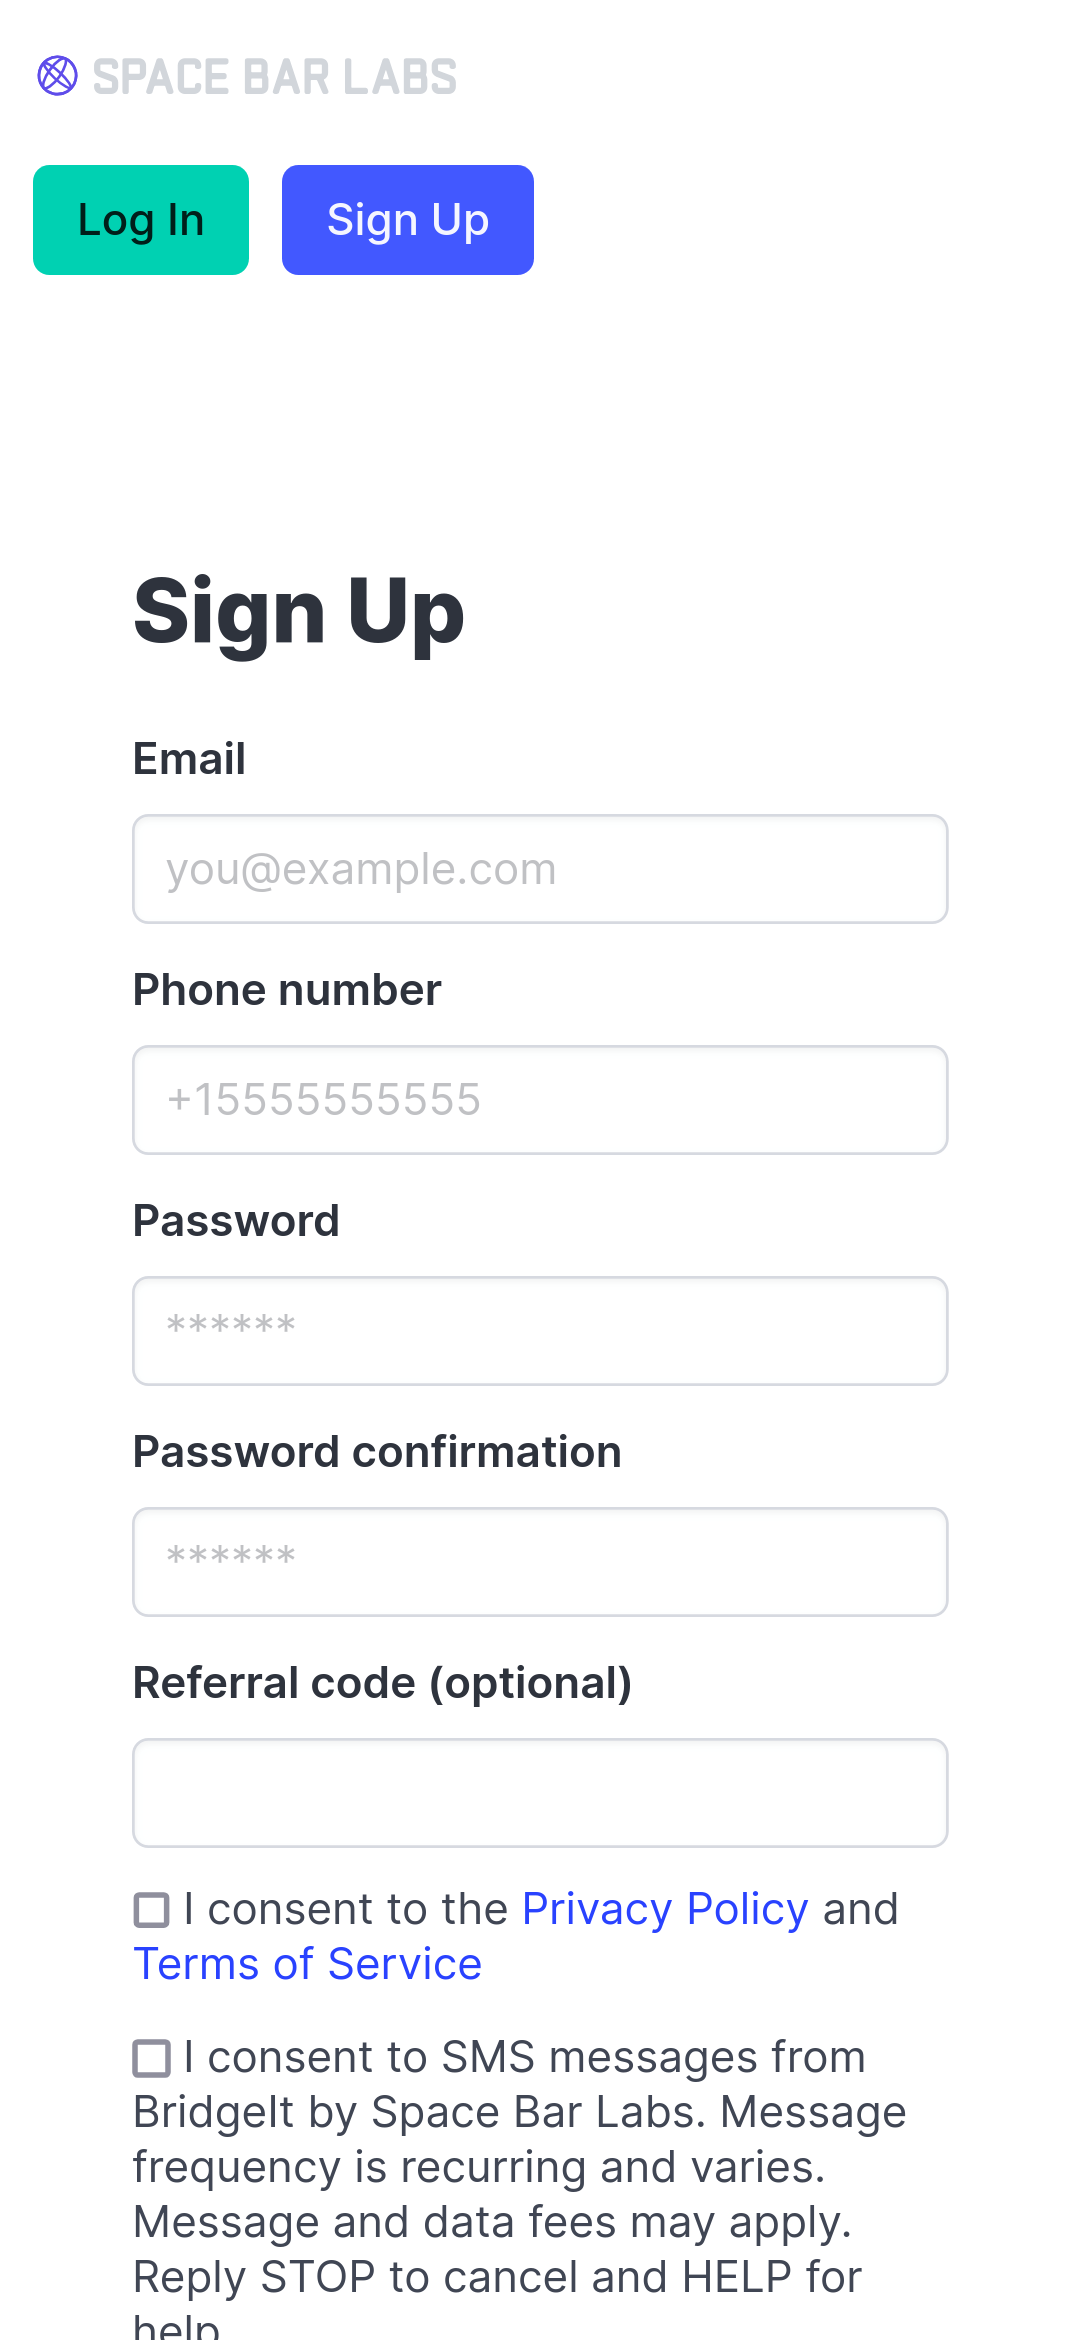 SPACE BAR LABS
Log In
Sign Up
Sign Up
Email
you@example.com
Phone number
+15555555555
Password
******
Password confirmation
******
Referral code (optional)
I consent to the Privacy Policy and
Terms of Service
I consent to SMS messages from
BridgeIt by Space Bar Labs. Message
frequency is recurring and varies.
Message and data fees may apply.
Reply STOP to cancel and HELP for
help